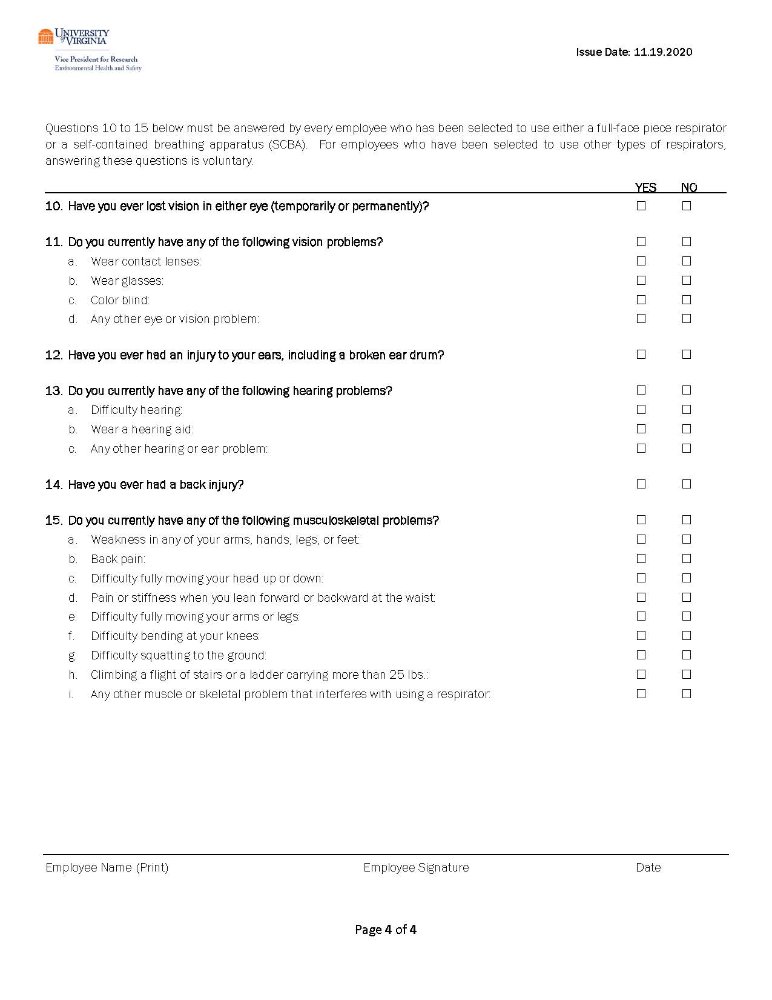 UNIVERSITY
of VIRGINIA
Vice President for Research
Environmental Health and Safety
Issue Date: 11.19.2020
Questions 10 to 15 below must be answered by every employee who has been selected to use either a full-face piece respirator
or a self-contained breathing apparatus (SCBA). For employees who have been selected to use other types of respirators,
answering these questions is voluntary.
YES NO
10. Have you ever lost vision in either eye (temporarily or permanently)? ☐ ☐
11. Do you currently have any of the following vision problems? ☐ ☐
a. Wear contact lenses: ☐ ☐
b. Wear glasses: ☐ ☐
c. Color blind: ☐ ☐
d. Any other eye or vision problem: ☐ ☐
12. Have you ever had an injury to your ears, including a broken ear drum? ☐ ☐
13. Do you currently have any of the following hearing problems? ☐ ☐
a. Difficulty hearing: ☐ ☐
b. Wear a hearing aid: ☐ ☐
c. Any other hearing or ear problem: ☐ ☐
14. Have you ever had a back injury? ☐ ☐
15. Do you currently have any of the following musculoskeletal problems? ☐ ☐
a. Weakness in any of your arms, hands, legs, or feet: ☐ ☐
b. Back pain: ☐ ☐
c. Difficulty fully moving your head up or down: ☐ ☐
d. Pain or stiffness when you lean forward or backward at the waist: ☐ ☐
e. Difficulty fully moving your arms or legs: ☐ ☐
f. Difficulty bending at your knees: ☐ ☐
g. Difficulty squatting to the ground: ☐ ☐
h. Climbing a flight of stairs or a ladder carrying more than 25 lbs.: ☐ ☐
i. Any other muscle or skeletal problem that interferes with using a respirator: ☐ ☐
Employee Name (Print) Employee Signature Date
Page 4 of 4